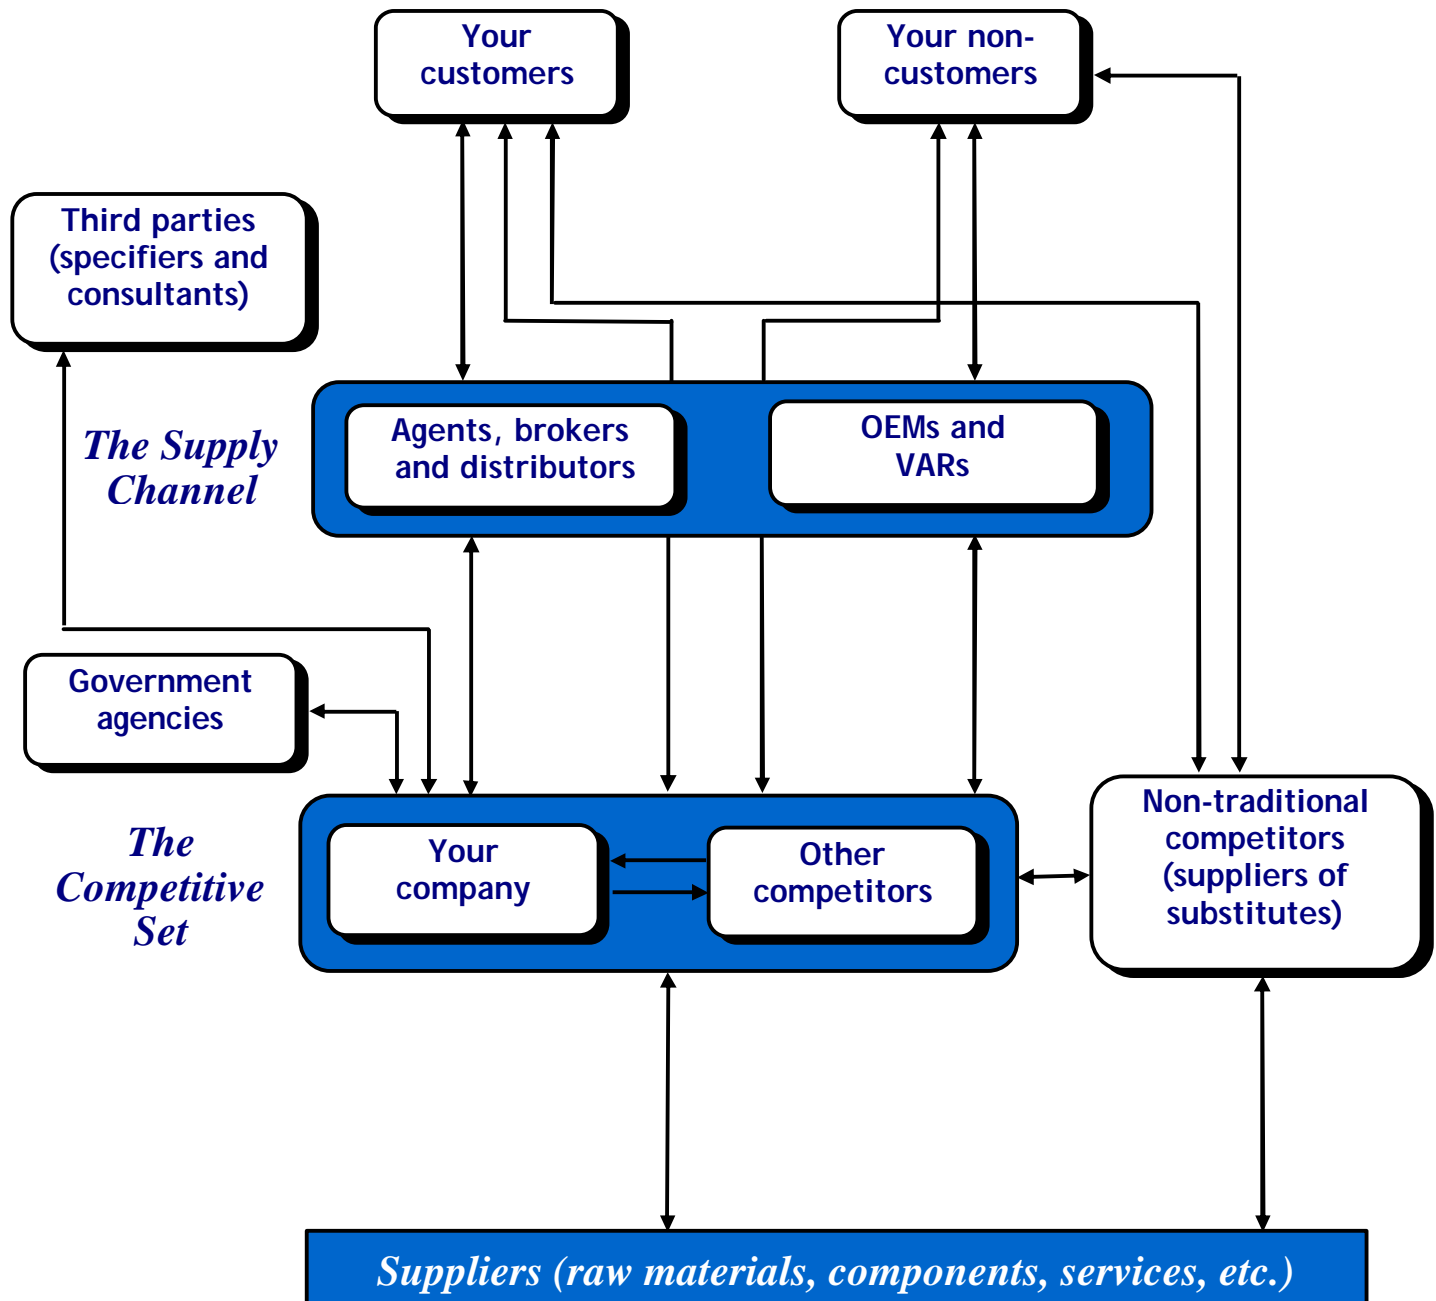 Your
customers
Your non-
customers
Third parties
(specifiers and
consultants)
The Supply
Channel
Agents, brokers
and distributors
OEMs and
VARs
Government
agencies
The
Competitive
Set
Your
company
Other
competitors
Non-traditional
competitors
(suppliers of
substitutes)
Suppliers (raw materials, components, services, etc.)